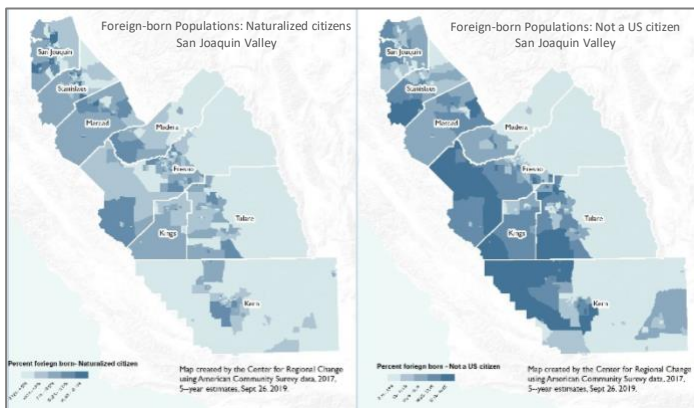 Foreign-born Populations: Naturalized citizens
San Joaquin Valley
San Joaquin
Stanislaus
Merced
Madera
Fresno
Kings
Tulare
Kern
Percent foriegn born- Naturalized citizen
Map created by the Center for Regional Change
using American Community Survey data, 2017,
5–year estimates, Sept 26, 2019.
Foreign-born Populations: Not a US citizen
San Joaquin Valley
San Joaquin
Stanislaus
Merced
Madera
Fresno
Kings
Tulare
Kern
Percent foriegn born - Not a US citizen
Map created by the Center for Regional Change
using American Community Survey data, 2017,
5–year estimates, Sept 26, 2019.